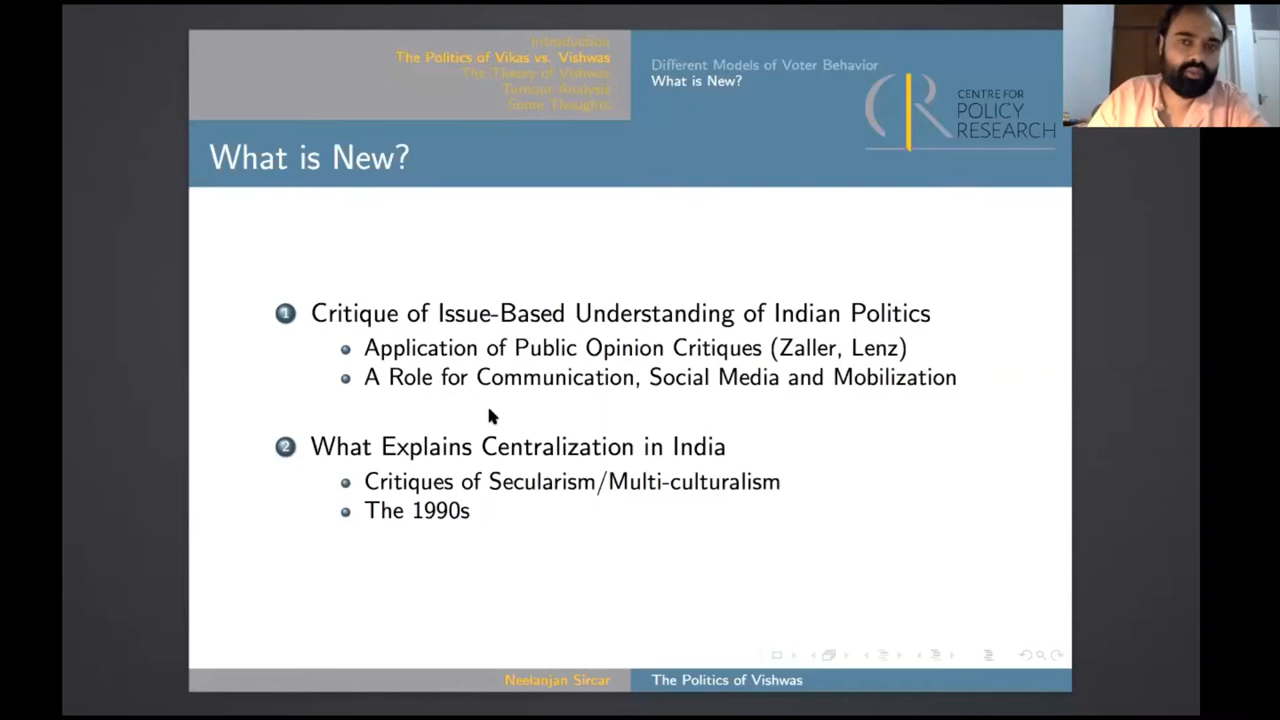 Introduction
The Politics of Vikas vs. Vishwas
The Theory of Vishwas
Tumour Analysis
Some Thoughts
Different Models of Voter Behavior
What is New?
CENTRE FOR
POLICY
RESEARCH
What is New?
1 Critique of Issue-Based Understanding of Indian Politics
Application of Public Opinion Critiques (Zaller, Lenz)
A Role for Communication, Social Media and Mobilization
2 What Explains Centralization in India
Critiques of Secularism/Multi-culturalism
The 1990s
Neelanjan Sircar
The Politics of Vishwas